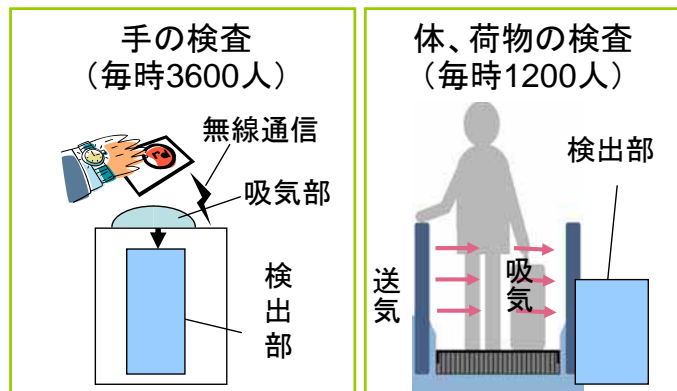 手の検査
（毎時3600人）
無線通信
吸気部
検出部
体、荷物の検査
（毎時1200人）
検出部
送気
吸気